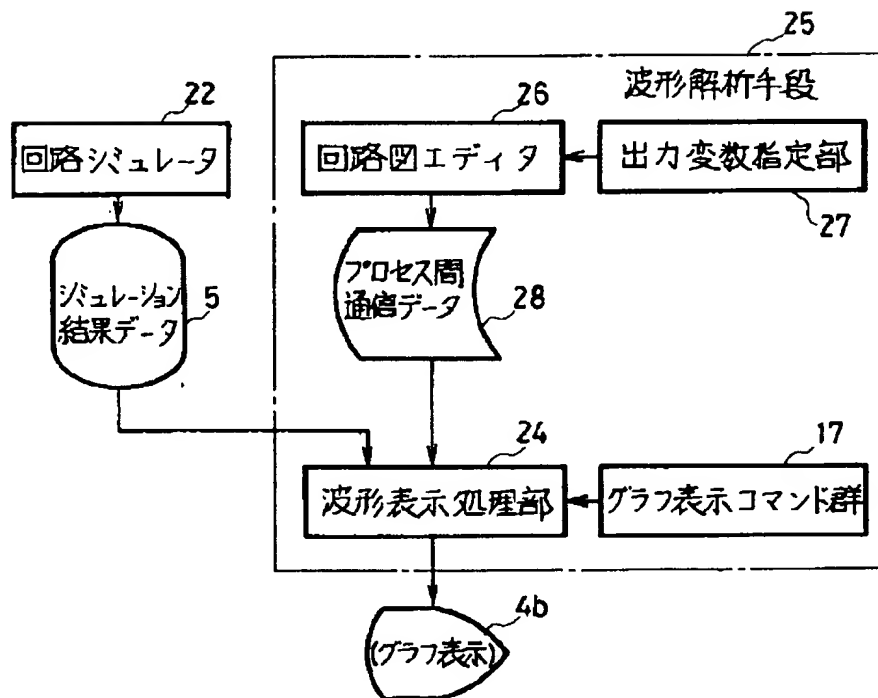 25
波形解析手段
22
回路シミュレータ
26
回路図エディタ
出力変数指定部
27
シミュレーション
結果データ
5
プロセス間
通信データ
28
24
波形表示処理部
17
グラフ表示コマンド群
4b
(グラフ表示)